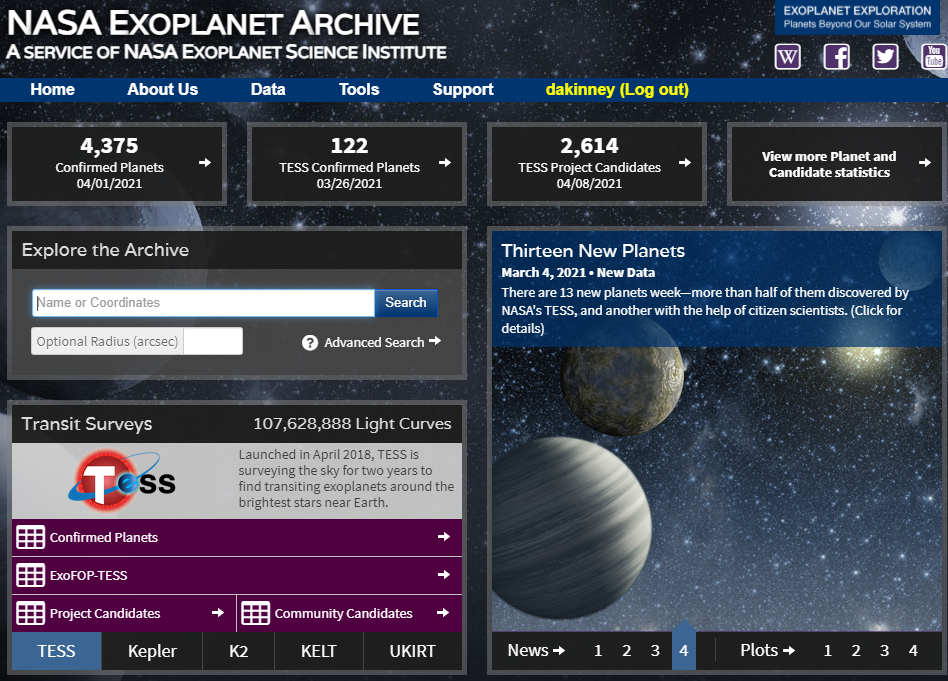 NASA EXOPLANET ARCHIVE
A SERVICE OF NASA EXOPLANET SCIENCE INSTITUTE
EXOPLANET EXPLORATION
Planets Beyond Our Solar System
W
f
You
Tube
Home About Us Data Tools Support dakinney (Log out)
4,375
Confirmed Planets
04/01/2021
122
TESS Confirmed Planets
03/26/2021
2,614
TESS Project Candidates
04/08/2021
View more Planet and
Candidate statistics
Explore the Archive
Name or Coordinates
Search
Optional Radius (arcsec)
? Advanced Search
Transit Surveys 107,628,888 Light Curves
Tess
Launched in April 2018, TESS is
surveying the sky for two years to
find transiting exoplanets around the
brightest stars near Earth.
Confirmed Planets
ExoFOP-TESS
Project Candidates Community Candidates
TESS Kepler K2 KELT UKIRT
Thirteen New Planets
March 4, 2021 • New Data
There are 13 new planets week—more than half of them discovered by
NASA's TESS, and another with the help of citizen scientists. (Click for
details)
News 1 2 3 4 Plots 1 2 3 4